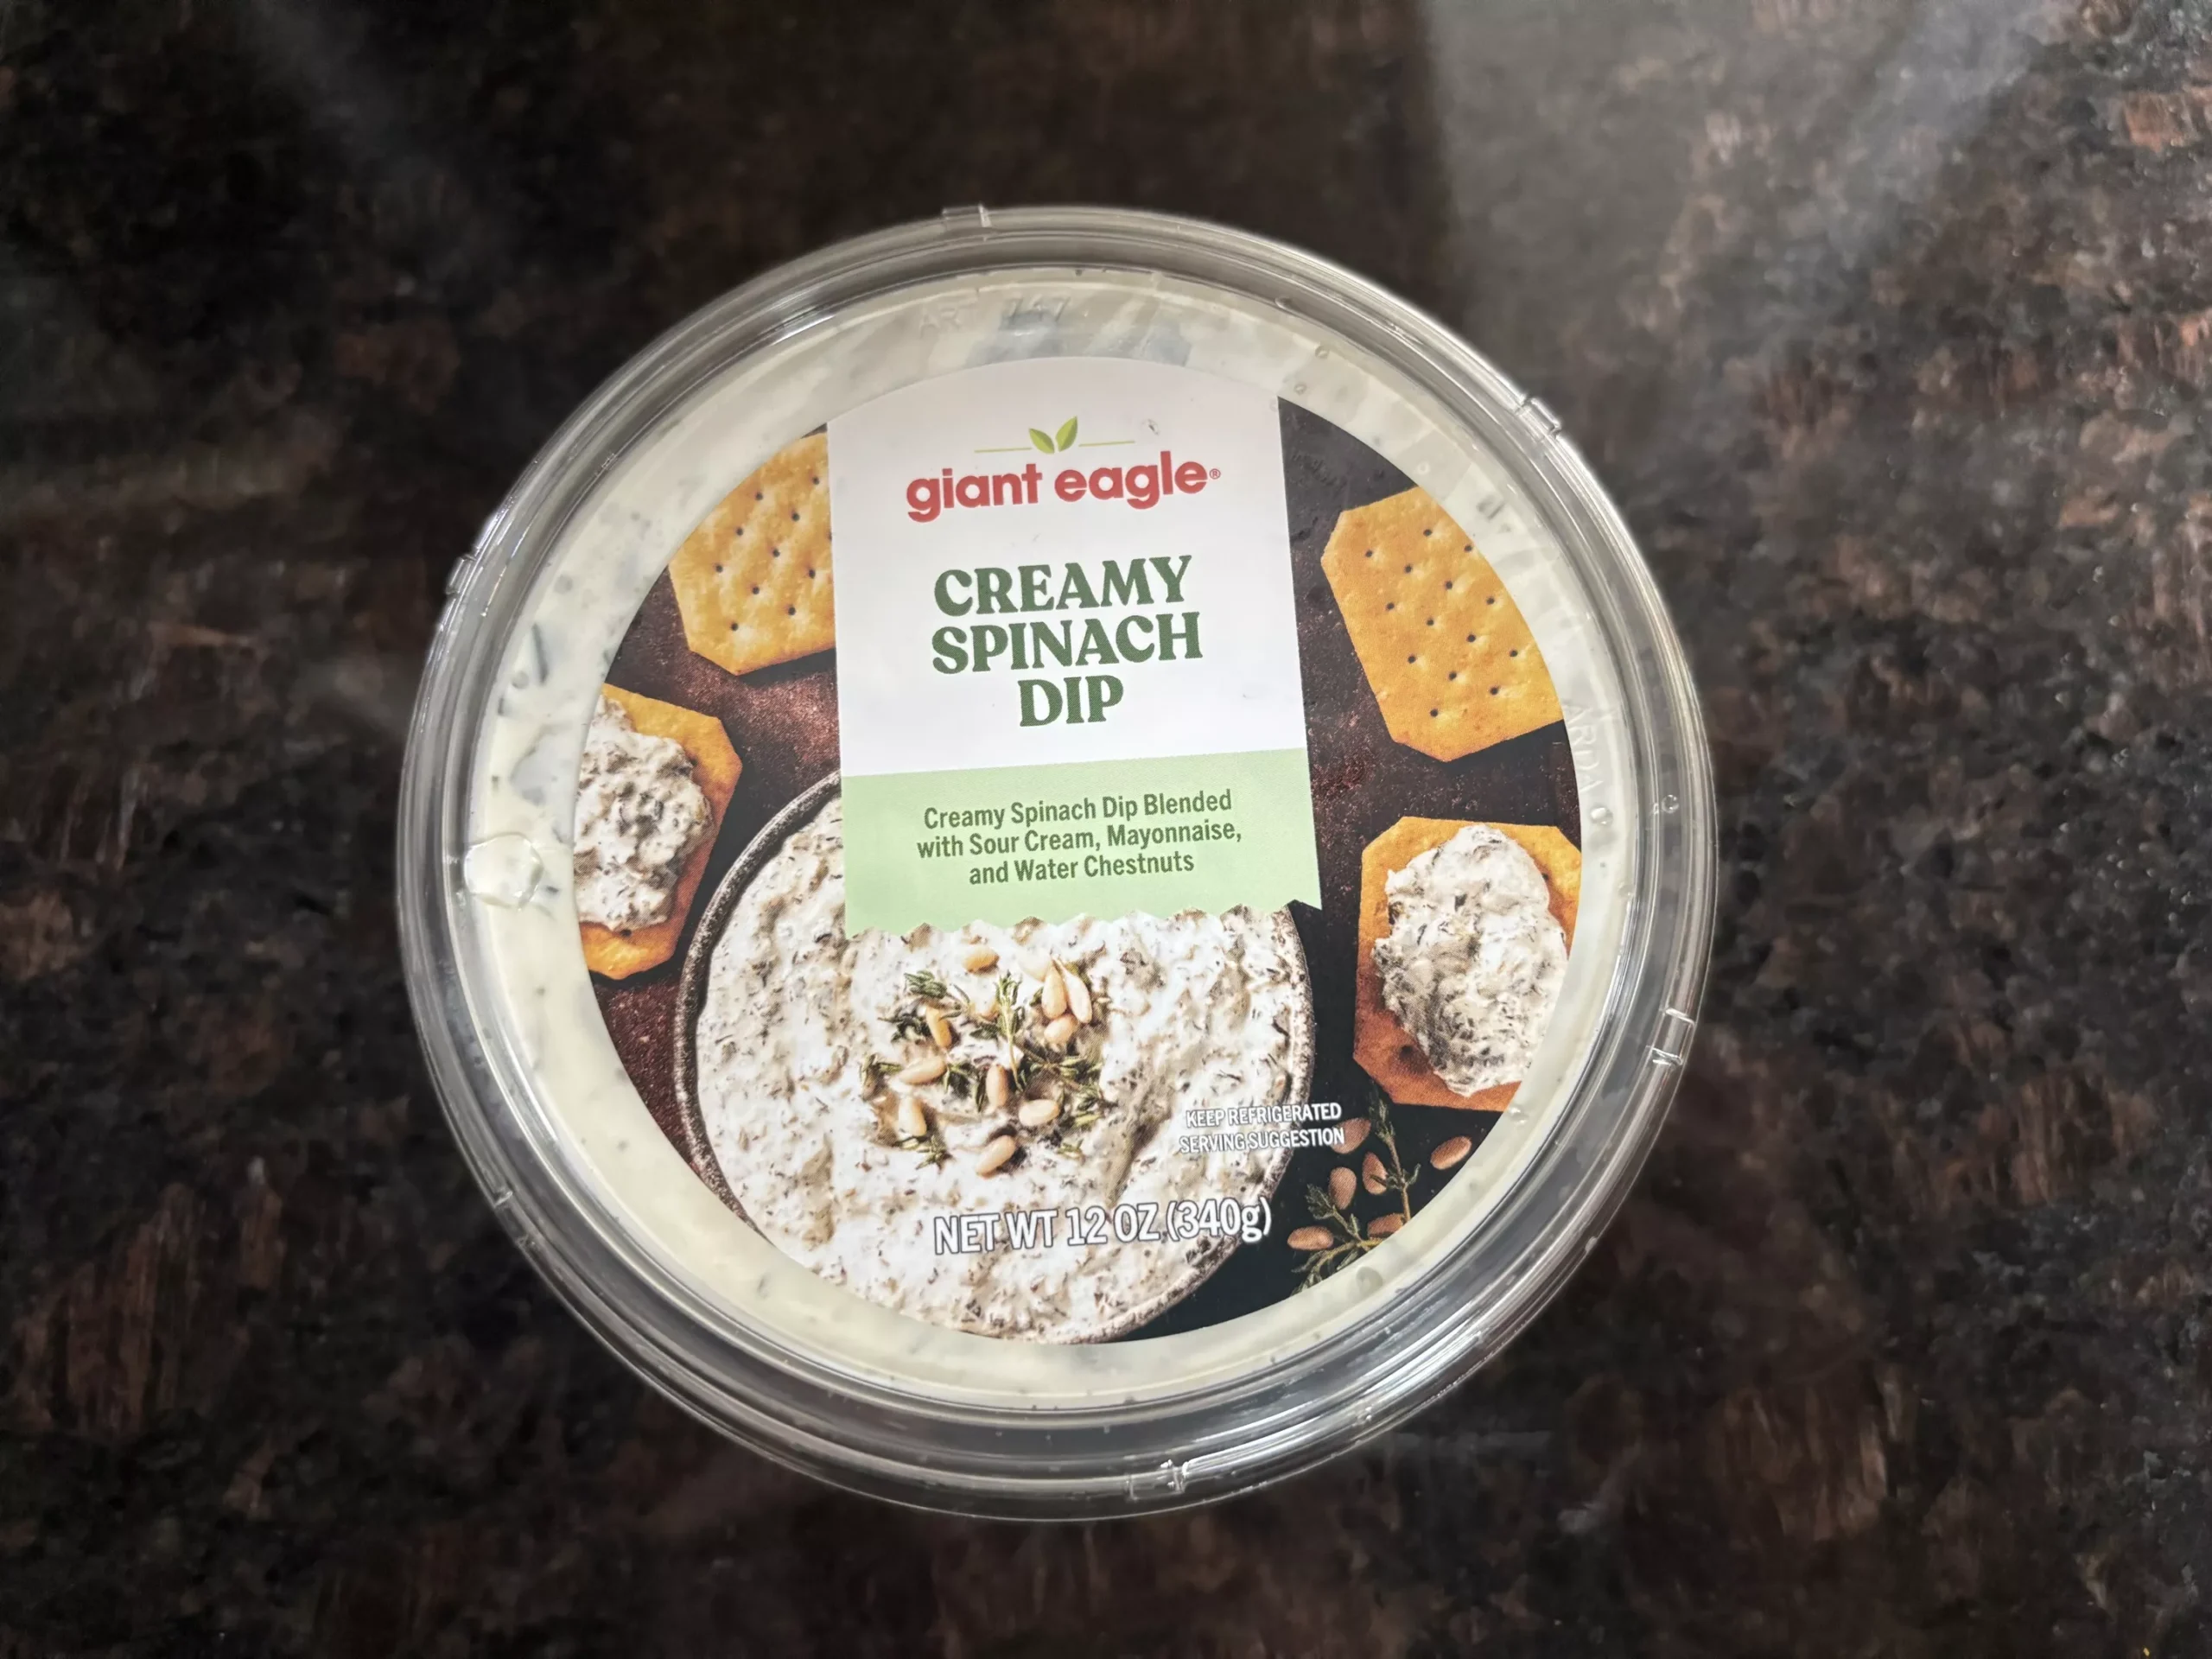 giant eagle®
CREAMY
SPINACH
DIP
Creamy Spinach Dip Blended
with Sour Cream, Mayonnaise,
and Water Chestnuts
KEEP REFRIGERATED
SERVING SUGGESTION
NET WT 12 OZ (340g)